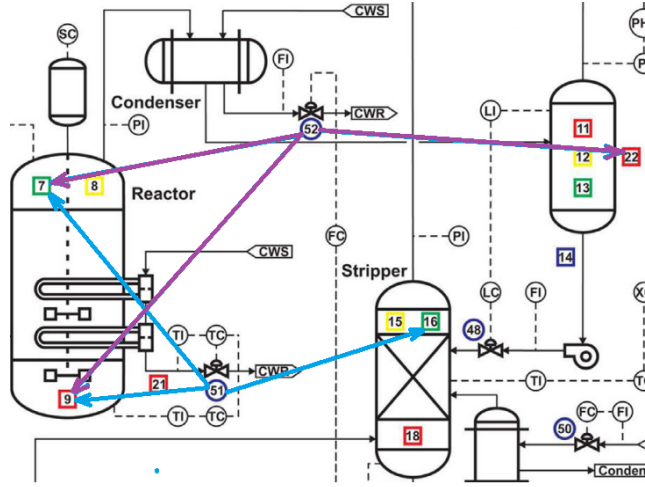 CWS
SC
PH
FI
P
Condenser
CWR
LI
11
52
PI
12
22
7
8
13
Reactor
14
CWS
FC
PI
Stripper
LC
FI
XC
15
16
48
TI
TC
CWR
9
21
51
TI
TC
TI
TC
18
50
FC
FI
Conden